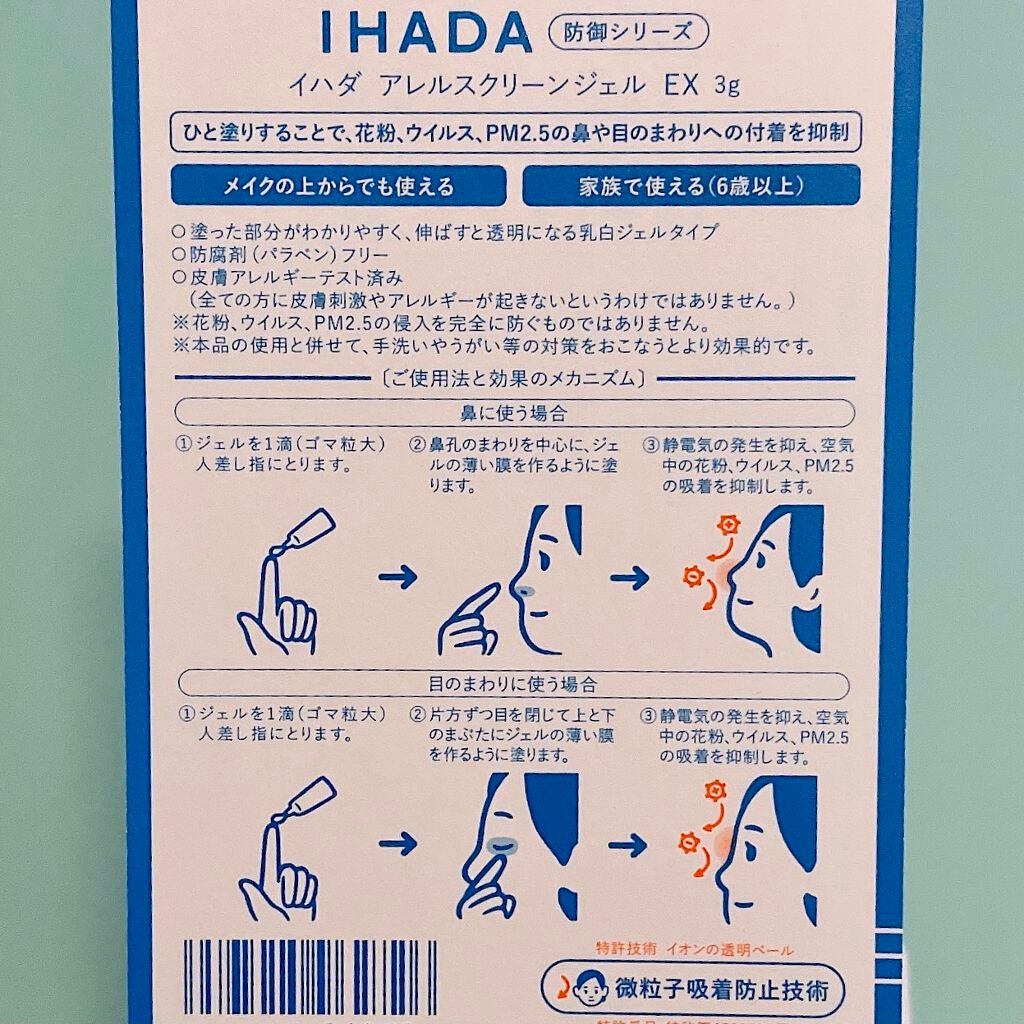 IHADA 防御シリーズ
イハダ アレルスクリーンジェル EX 3g
ひと塗りすることで、花粉、ウイルス、PM2.5の鼻や目のまわりへの付着を抑制
メイクの上からでも使える
家族で使える(6歳以上)
○塗った部分がわかりやすく、伸ばすと透明になる乳白ジェルタイプ
○防腐剤(パラベン)フリー
○皮膚アレルギーテスト済み
(全ての方に皮膚刺激やアレルギーが起きないというわけではありません。)
※花粉、ウイルス、PM2.5の侵入を完全に防ぐものではありません。
※本品の使用と併せて、手洗いやうがい等の対策をおこなうとより効果的です。
〔ご使用法と効果のメカニズム〕
鼻に使う場合
①ジェルを1滴(ゴマ粒大)
人差し指にとります。
②鼻孔のまわりを中心に、ジェ
ルの薄い膜を作るように塗
ります。
③静電気の発生を抑え、空気
中の花粉、ウイルス、PM2.5
の吸着を抑制します。
目のまわりに使う場合
①ジェルを1滴(ゴマ粒大)
人差し指にとります。
②片方ずつ目を閉じて上と下
のまぶたにジェルの薄い膜
を作るように塗ります。
③静電気の発生を抑え、空気
中の花粉、ウイルス、PM2.5
の吸着を抑制します。
特許技術 イオンの透明ベール
微粒子吸着防止技術